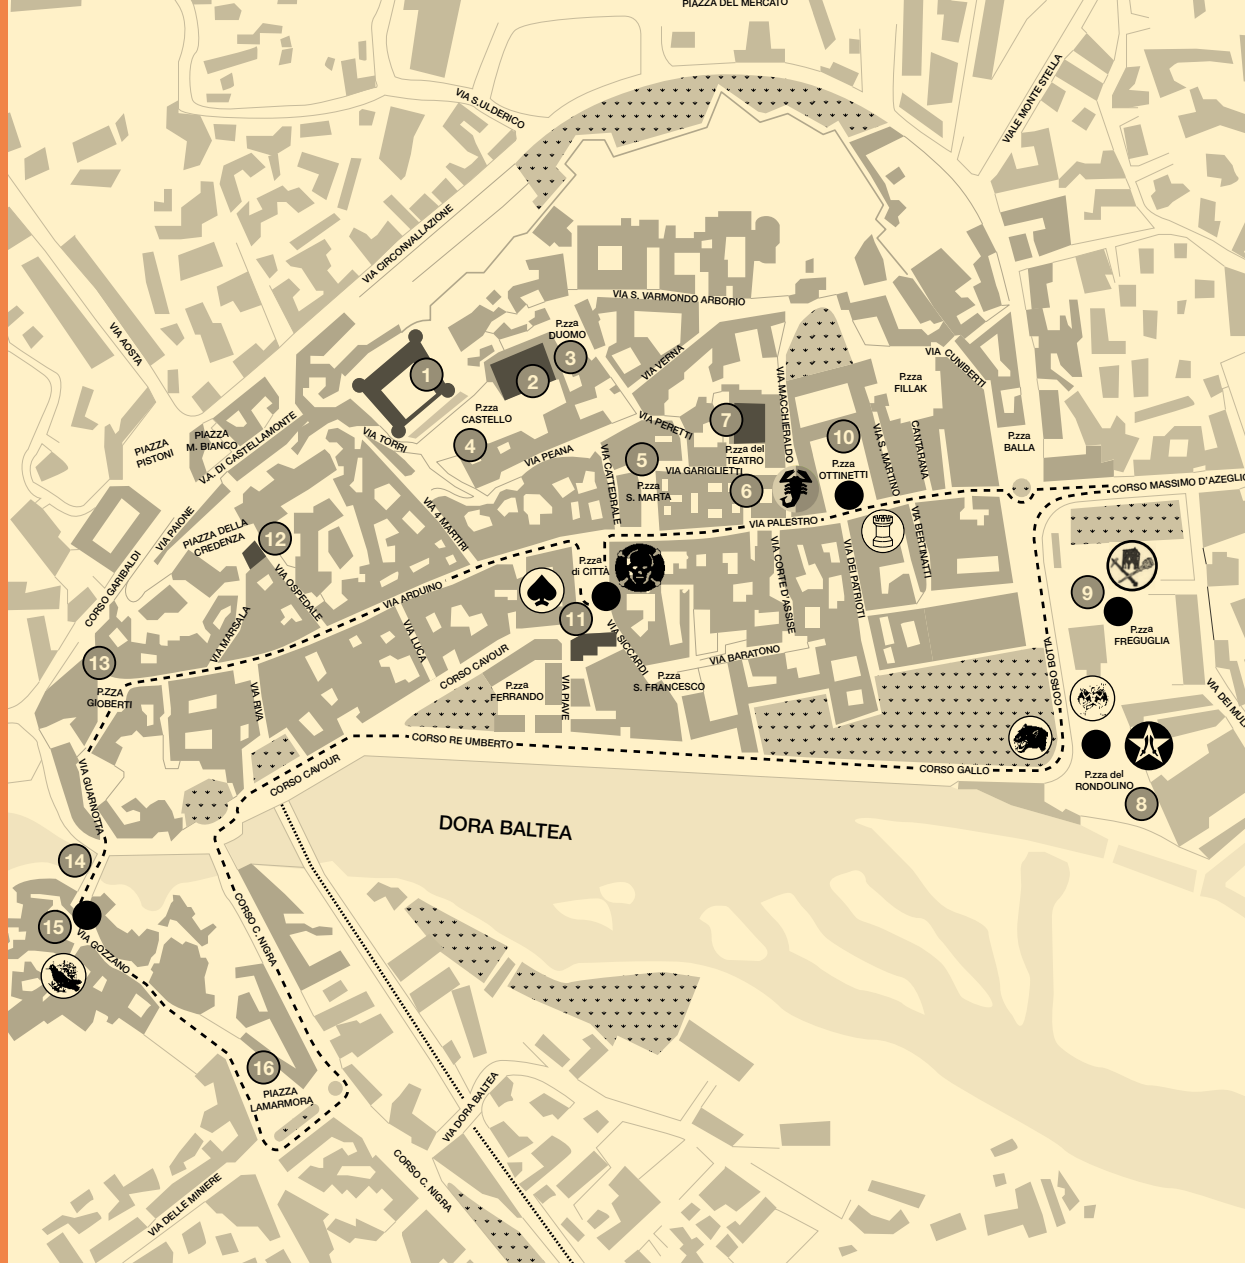 PIAZZA DEL MERCATO
VIA S.ULDERICO
VIALE MONTE STELLA
VIA CIRCONVALLAZIONE
VIA AOSTA
VIA S. VARMONDO ARBORIO
P.zza
DUOMO
3
1
2
VIA VERNA
VIA CUNIBERTI
P.zza
FILLAK
P.zza
CASTELLO
4
VIA TORRI
VIA PEANA
VIA PERETTI
7
P.zza del
TEATRO
VIA MACCHIERALDO
10
P.zza
OTTINETTI
VIA S. MARTINO
CANTARANA
P.zza
BALLA
PIAZZA
PISTONI
PIAZZA
M. BIANCO
V.A. DI CASTELLAMONTE
VIA CATTEDRALE
5
P.zza
S. MARTA
VIA GARIGLIETTI
6
CORSO MASSIMO D'AZEGLIO
VIA PALESTRO
VIA 4 MARTIRI
VIA PAIONE
PIAZZA DELLA
CREDENZA
12
VIA OSPEDALE
CORSO GARIBALDI
VIA MARSALA
VIA ARDUINO
P.zza
di CITTÀ
11
VIA SICCARDI
VIA CORTE D'ASSISE
VIA DEI PATRIOTI
VIA BERTINATTI
9
P.zza
FREGUGLIA
13
P.ZZA
GIOBERTI
VIA RIVA
VIA LUCA
CORSO CAVOUR
P.zza
FERRANDO
VIA PIAVE
P.zza
S. FRANCESCO
VIA BARATONO
CORSO BOTTA
VIA DEI MUL
CORSO RE UMBERTO
CORSO GALLO
P.zza del
RONDOLINO
8
CORSO CAVOUR
VIA GUARNOTTA
DORA BALTEA
14
15
VIA GOZZANO
CORSO C. NIGRA
16
PIAZZA
LAMARMORA
VIA DORA BALTEA
CORSO C. NIGRA
VIA DELLE MINIERE